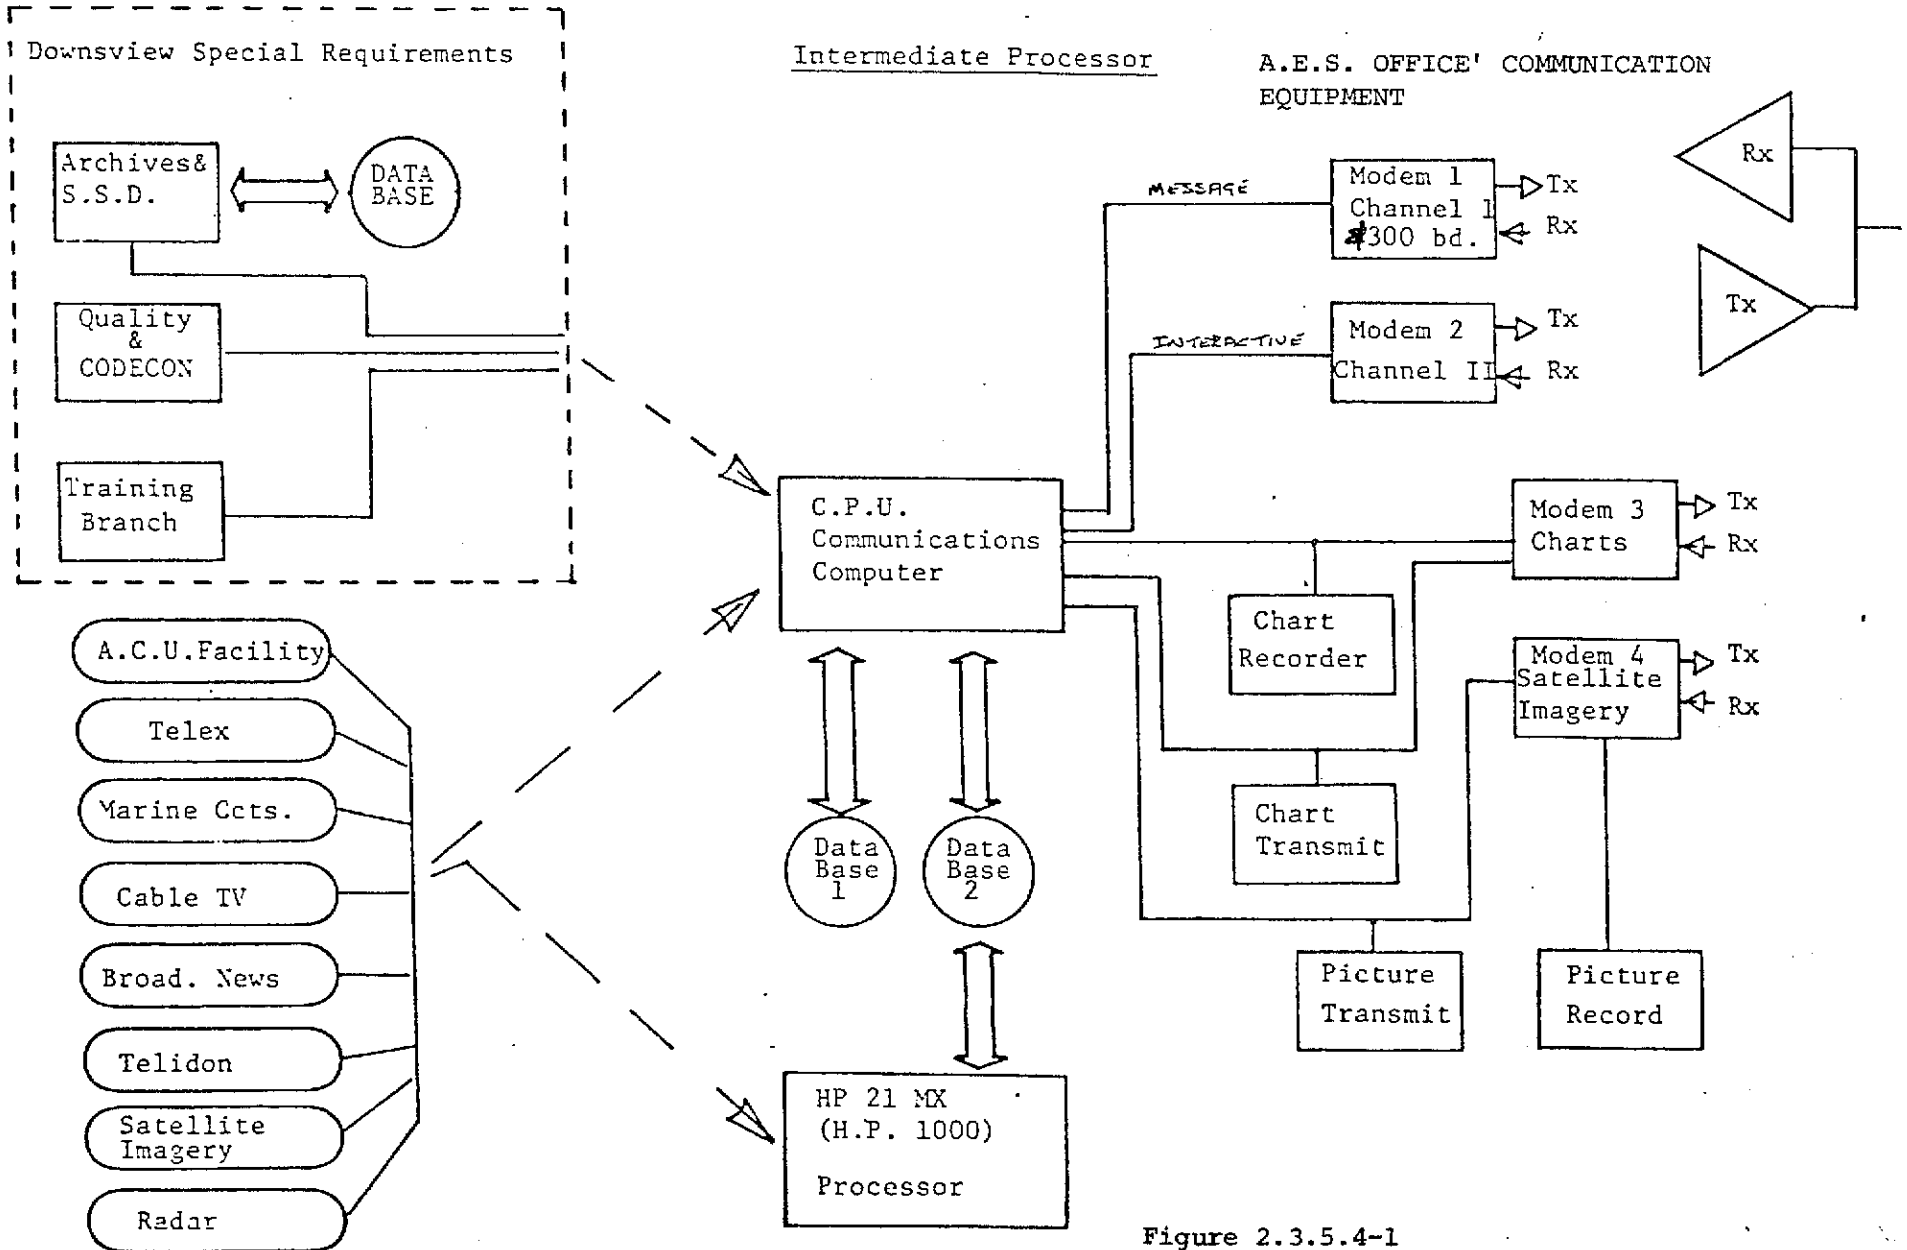 Downsview Special Requirements
Archives&
S.S.D.
DATA
BASE
Quality
&
CODECON
Training
Branch
Intermediate Processor
A.E.S. OFFICE' COMMUNICATION
EQUIPMENT
MESSAGE
Modem 1
Channel I
300 bd.
Tx
Rx
INTERACTIVE
Modem 2
Channel II
Tx
Rx
Rx
Tx
C.P.U.
Communications
Computer
Modem 3
Charts
Tx
Rx
Chart
Recorder
Modem 4
Satellite
Imagery
Tx
Rx
Chart
Transmit
Picture
Transmit
Picture
Record
Data
Base
1
Data
Base
2
HP 21 MX
(H.P. 1000)
Processor
A.C.U.Facility
Telex
Marine Ccts.
Cable TV
Broad. News
Telidon
Satellite
Imagery
Radar
Figure 2.3.5.4-1